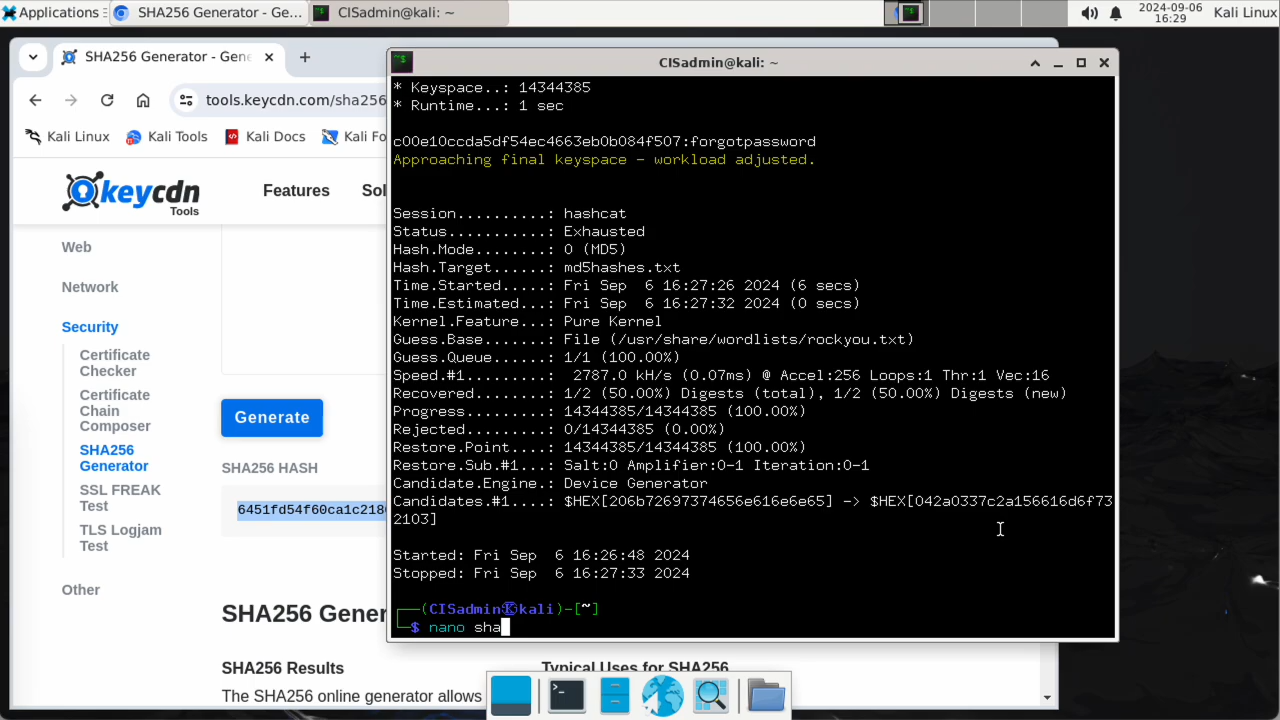 Applications
SHA256 Generator - Ge...
CISadmin@kali: ~
2024-09-06
16:29
Kali Linux
SHA256 Generator - Gene
tools.keycdn.com/sha256
Kali Linux
Kali Tools
Kali Docs
Kali Fo
keycdn
Tools
Features
Sol
Web
Network
Security
Certificate
Checker
Certificate
Chain
Composer
SHA256
Generator
SSL FREAK
Test
TLS Logjam
Test
Other
Generate
SHA256 HASH
6451fd54f60ca1c218
SHA256 Gener
SHA256 Results
The SHA256 online generator allows
Typical Uses for SHA256
CISadmin@kali: ~
* Keyspace..: 14344385
* Runtime...: 1 sec
c00e10ccda5df54ec4663eb0b084f507:forgotpassword
Approaching final keyspace - workload adjusted.
Session..........: hashcat
Status...........: Exhausted
Hash.Mode........: 0 (MD5)
Hash.Target......: md5hashes.txt
Time.Started.....: Fri Sep  6 16:27:26 2024 (6 secs)
Time.Estimated...: Fri Sep  6 16:27:32 2024 (0 secs)
Kernel.Feature...: Pure Kernel
Guess.Base.......: File (/usr/share/wordlists/rockyou.txt)
Guess.Queue......: 1/1 (100.00%)
Speed.#1.........:  2787.0 kH/s (0.07ms) @ Accel:256 Loops:1 Thr:1 Vec:16
Recovered........: 1/2 (50.00%) Digests (total), 1/2 (50.00%) Digests (new)
Progress.........: 14344385/14344385 (100.00%)
Rejected.........: 0/14344385 (0.00%)
Restore.Point....: 14344385/14344385 (100.00%)
Restore.Sub.#1...: Salt:0 Amplifier:0-1 Iteration:0-1
Candidate.Engine.: Device Generator
Candidates.#1....: $HEX[206b72697374656e616e6e65] -> $HEX[042a0337c2a156616d6f73
2103]
Started: Fri Sep  6 16:26:48 2024
Stopped: Fri Sep  6 16:27:33 2024
┌──(CISadmin㉿kali)-[~]
└─$ nano sha